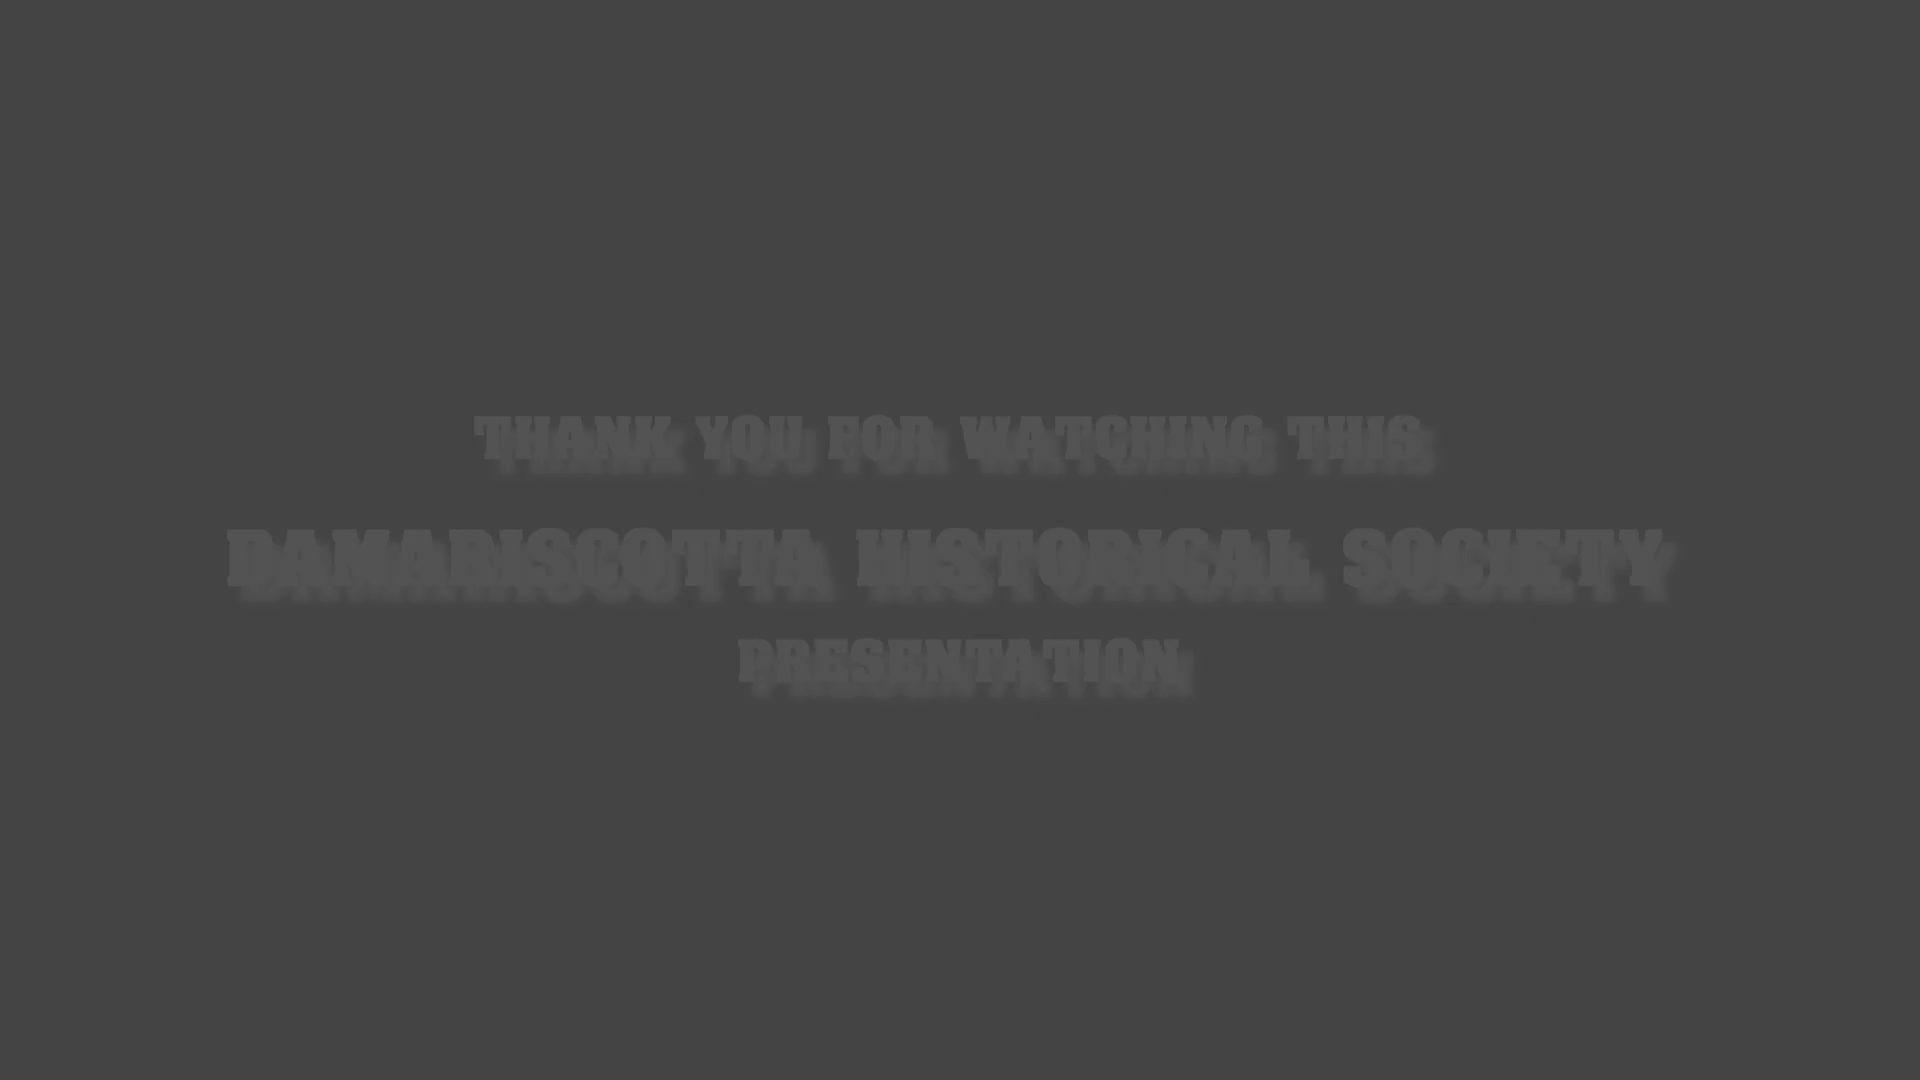 THANK YOU FOR WATCHING THIS
DAMARISCOTTA HISTORICAL SOCIETY
PRESENTATION